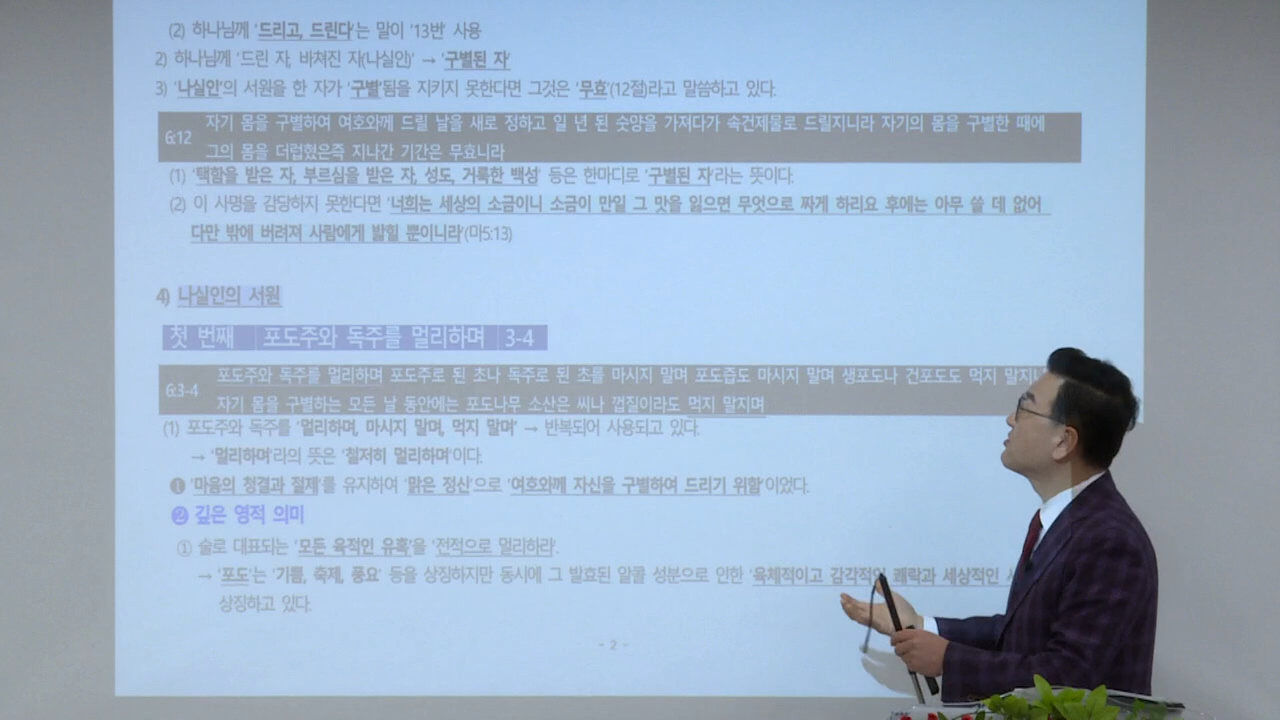 (2) 하나님께 '드리고, 드린다'는 말이 '13번' 사용
2) 하나님께 '드린 자, 바쳐진 자(나실인)' → '구별된 자'
3) '나실인'의 서원을 한 자가 '구별'됨을 지키지 못한다면 그것은 '무효'(12절)라고 말씀하고 있다.
자기 몸을 구별하여 여호와께 드릴 날을 새로 정하고 일 년 된 숫양을 가져다가 속건제물로 드릴지니라 자기의 몸을 구별한 때에
6:12
그의 몸을 더럽혔은즉 지나간 기간은 무효니라
(1) '택함을 받은 자, 부르심을 받은 자, 성도, 거룩한 백성' 등은 한마디로 '구별된 자'라는 뜻이다.
(2) 이 사명을 감당하지 못한다면 '너희는 세상의 소금이니 소금이 만일 그 맛을 잃으면 무엇으로 짜게 하리요 후에는 아무 쓸 데 없어
다만 밖에 버려져 사람에게 밟힐 뿐이니라'(마5:13)
4) 나실인의 서원
첫 번째 포도주와 독주를 멀리하며 3-4
포도주와 독주를 멀리하며 포도주로 된 초나 독주로 된 초를 마시지 말며 포도즙도 마시지 말며 생포도나 건포도도 먹지 말지니
6:3-4
자기 몸을 구별하는 모든 날 동안에는 포도나무 소산은 씨나 껍질이라도 먹지 말지며
(1) 포도주와 독주를 '멀리하며, 마시지 말며, 먹지 말며' → 반복되어 사용되고 있다.
→ '멀리하며'라의 뜻은 '철저히 멀리하며'이다.
❶ '마음의 청결과 절제'를 유지하여 '맑은 정신'으로 '여호와께 자신을 구별하여 드리기 위함'이었다.
❷ 깊은 영적 의미
① 술로 대표되는 '모든 육적인 유혹'을 '전적으로 멀리하라'.
→ '포도'는 '기쁨, 축제, 풍요' 등을 상징하지만 동시에 그 발효된 알콜 성분으로 인한 '육체적이고 감각적인 쾌락과 세상적인
상징하고 있다.
- 2 -